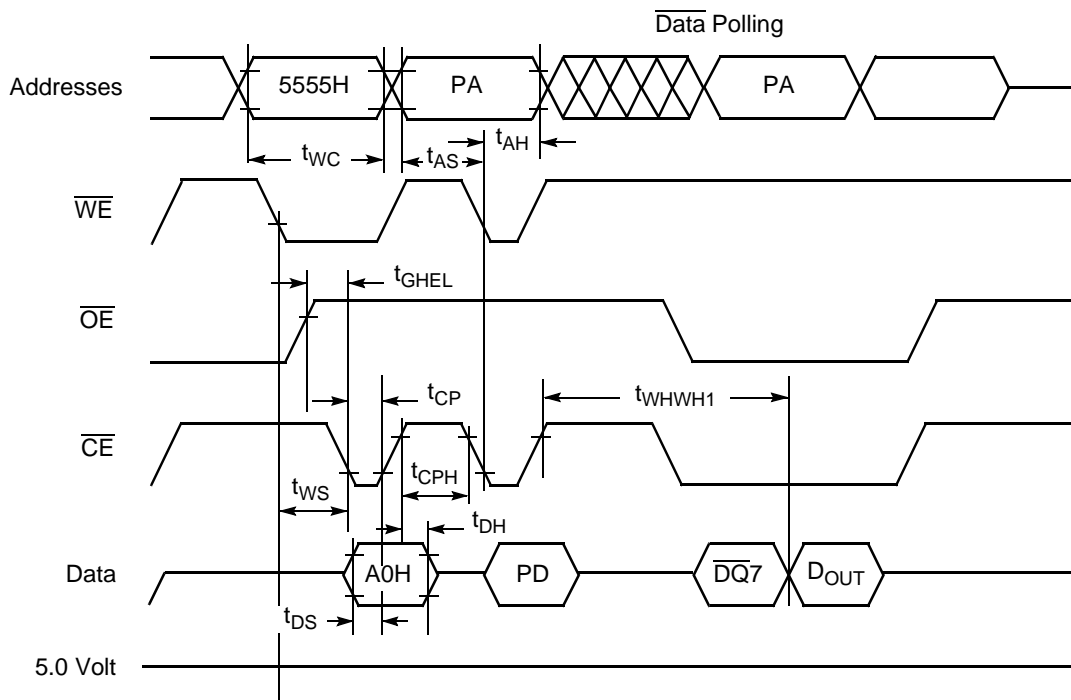 Data Polling
Addresses
5555H
PA
PA
tWC
tAS
tAH
WE
tGHEL
OE
tCP
tWHWH1
CE
tWS
tCPH
tDH
Data
A0H
PD
DQ7
DOUT
tDS
5.0 Volt